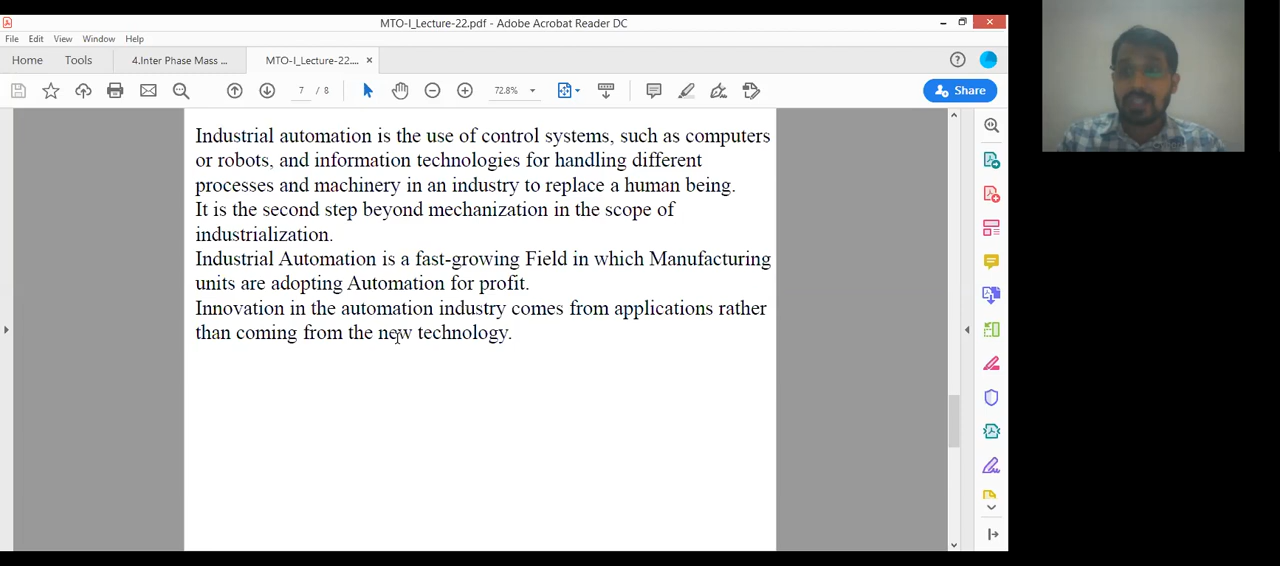 MTO-I_Lecture-22.pdf - Adobe Acrobat Reader DC
File Edit View Window Help
Home Tools 4.Inter Phase Mass ... MTO-I_Lecture-22.... ×
7 / 8 72.8% Share
Industrial automation is the use of control systems, such as computers
or robots, and information technologies for handling different
processes and machinery in an industry to replace a human being.
It is the second step beyond mechanization in the scope of
industrialization.
Industrial Automation is a fast-growing Field in which Manufacturing
units are adopting Automation for profit.
Innovation in the automation industry comes from applications rather
than coming from the new technology.